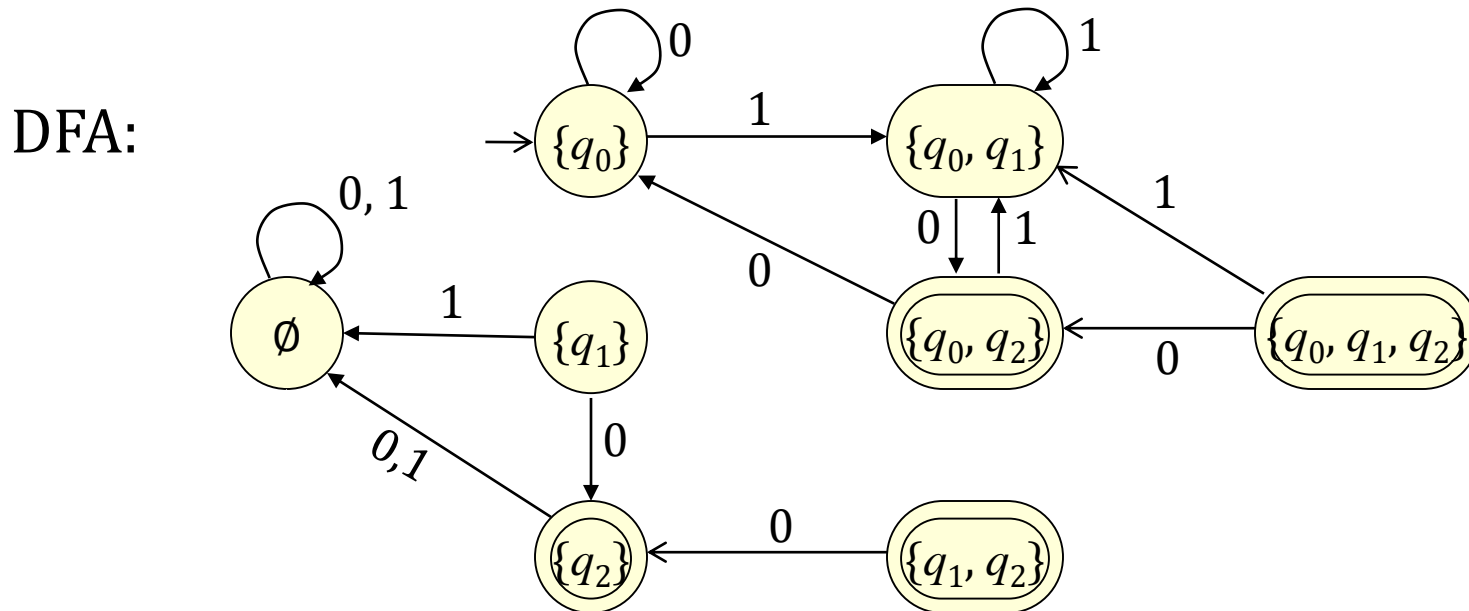 0
1
DFA:
{q₀}
1
{q₀, q₁}
0, 1
1
0
1
0
1
∅
{q₁}
{q₀, q₂}
0
{q₀, q₁, q₂}
0
0,1
0
{q₂}
{q₁, q₂}